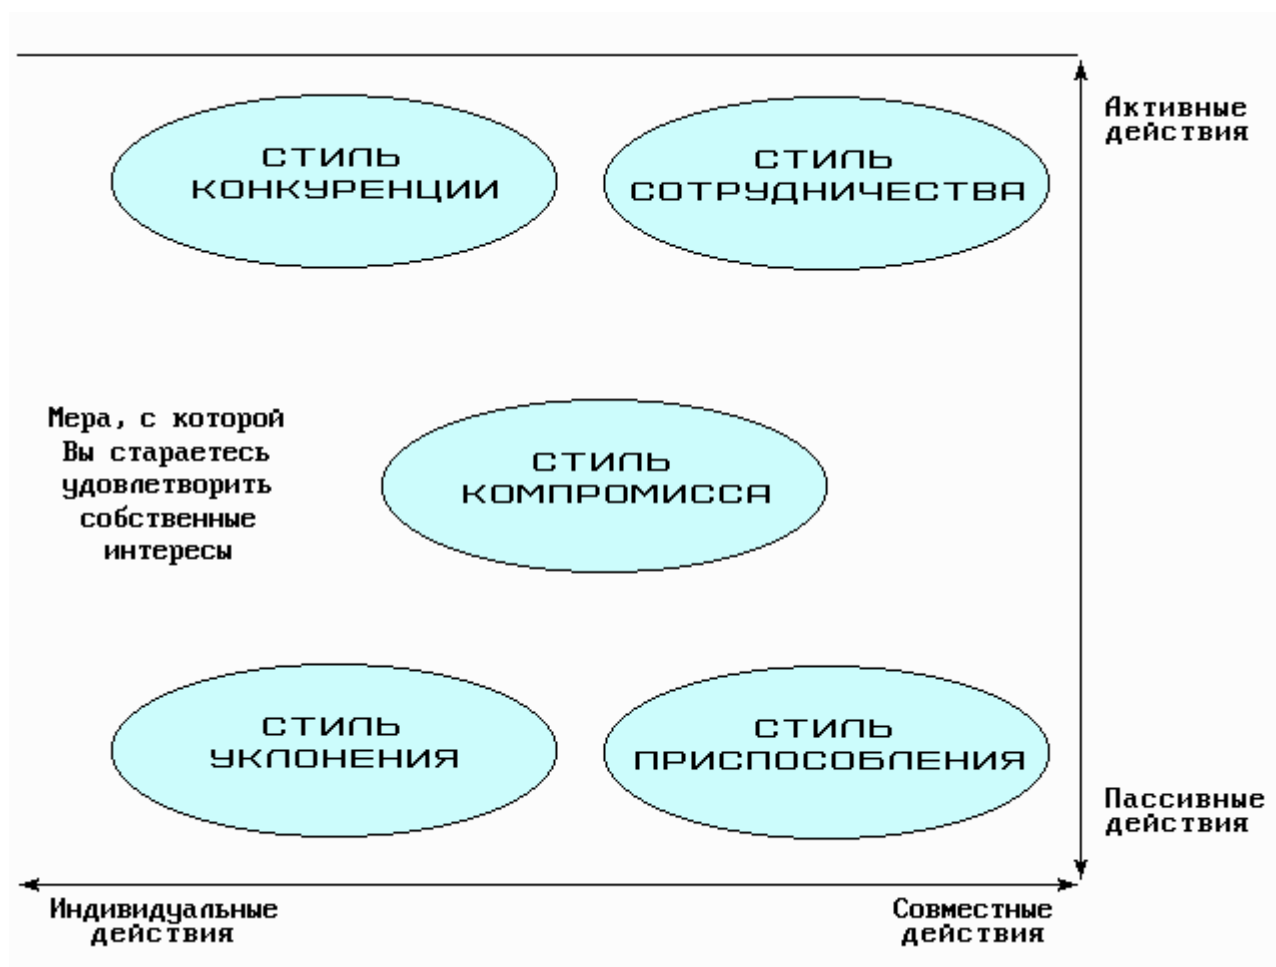 Активные
действия
СТИЛЬ
КОНКУРЕНЦИИ
СТИЛЬ
СОТРУДНИЧЕСТВА
Мера, с которой
Вы стараетесь
удовлетворить
собственные
интересы
СТИЛЬ
КОМПРОМИССА
СТИЛЬ
УКЛОНЕНИЯ
СТИЛЬ
ПРИСПОСОБЛЕНИЯ
Пассивные
действия
Индивидуальные
действия
Совместные
действия